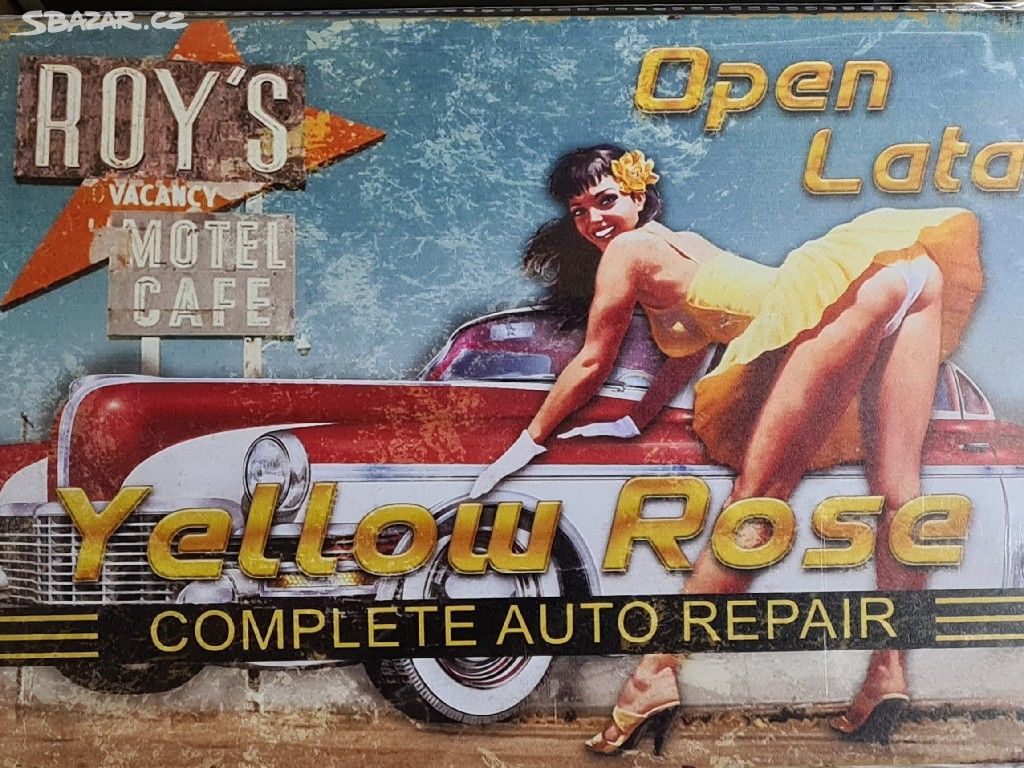 SBAZAR.CZ
ROY'S
VACANCY
MOTEL
CAFE
Open
Lata
Yellow Rose
COMPLETE AUTO REPAIR